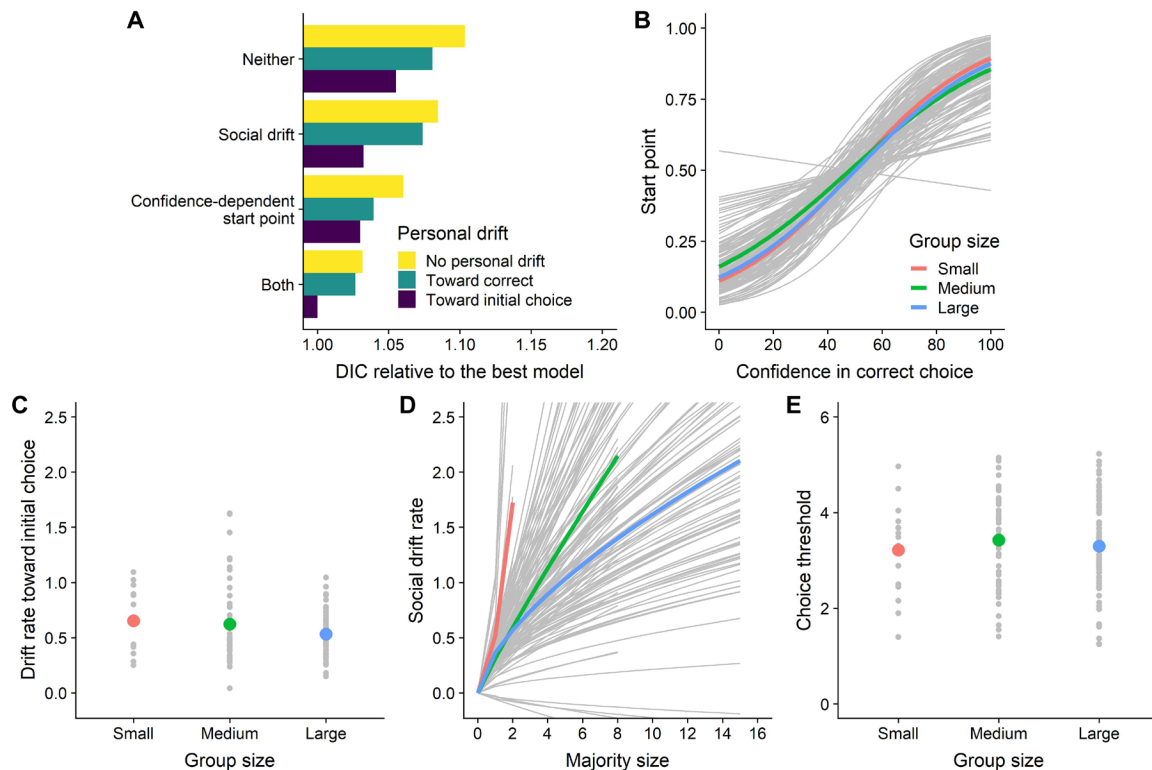 A
Neither
Social drift
Confidence-dependent
start point
Both
Personal drift
No personal drift
Toward correct
Toward initial choice
1.00
1.05
1.10
1.15
1.20
DIC relative to the best model
B
Start point
1.00
0.75
0.50
0.25
0.00
Group size
Small
Medium
Large
0
20
40
60
80
100
Confidence in correct choice
C
Drift rate toward initial choice
2.5
2.0
1.5
1.0
0.5
0.0
Small
Medium
Large
Group size
D
Social drift rate
2.5
2.0
1.5
1.0
0.5
0.0
0
2
4
6
8
10
12
14
16
Majority size
E
Choice threshold
6
4
2
0
Small
Medium
Large
Group size